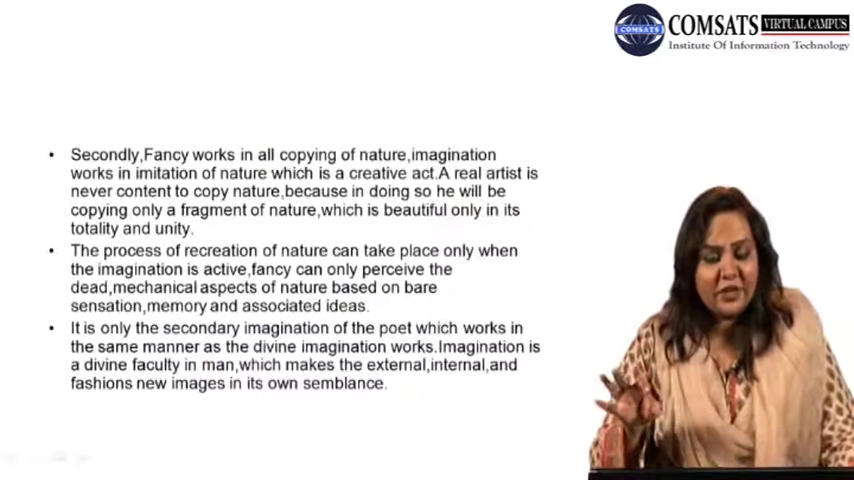 COMSATS
COMSATS VIRTUAL CAMPUS
Institute Of Information Technology
• Secondly,Fancy works in all copying of nature,imagination
works in imitation of nature which is a creative act.A real artist is
never content to copy nature,because in doing so he will be
copying only a fragment of nature,which is beautiful only in its
totality and unity.
• The process of recreation of nature can take place only when
the imagination is active,fancy can only perceive the
dead,mechanical aspects of nature based on bare
sensation,memory and associated ideas.
• It is only the secondary imagination of the poet which works in
the same manner as the divine imagination works.Imagination is
a divine faculty in man,which makes the external,internal,and
fashions new images in its own semblance.